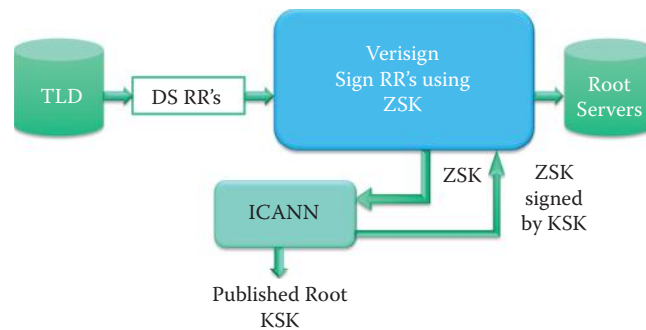 TLD
DS RR's
Verisign
Sign RR's using
ZSK
Root
Servers
ZSK
ZSK
signed
by KSK
ICANN
Published Root
KSK